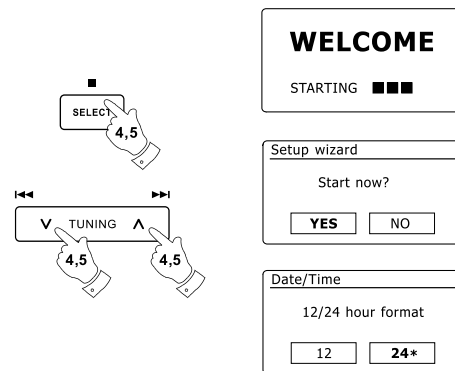 SELECT
4,5
TUNING
4,5
4,5
WELCOME
STARTING
Setup wizard
Start now?
YES NO
Date/Time
12/24 hour format
12 24*